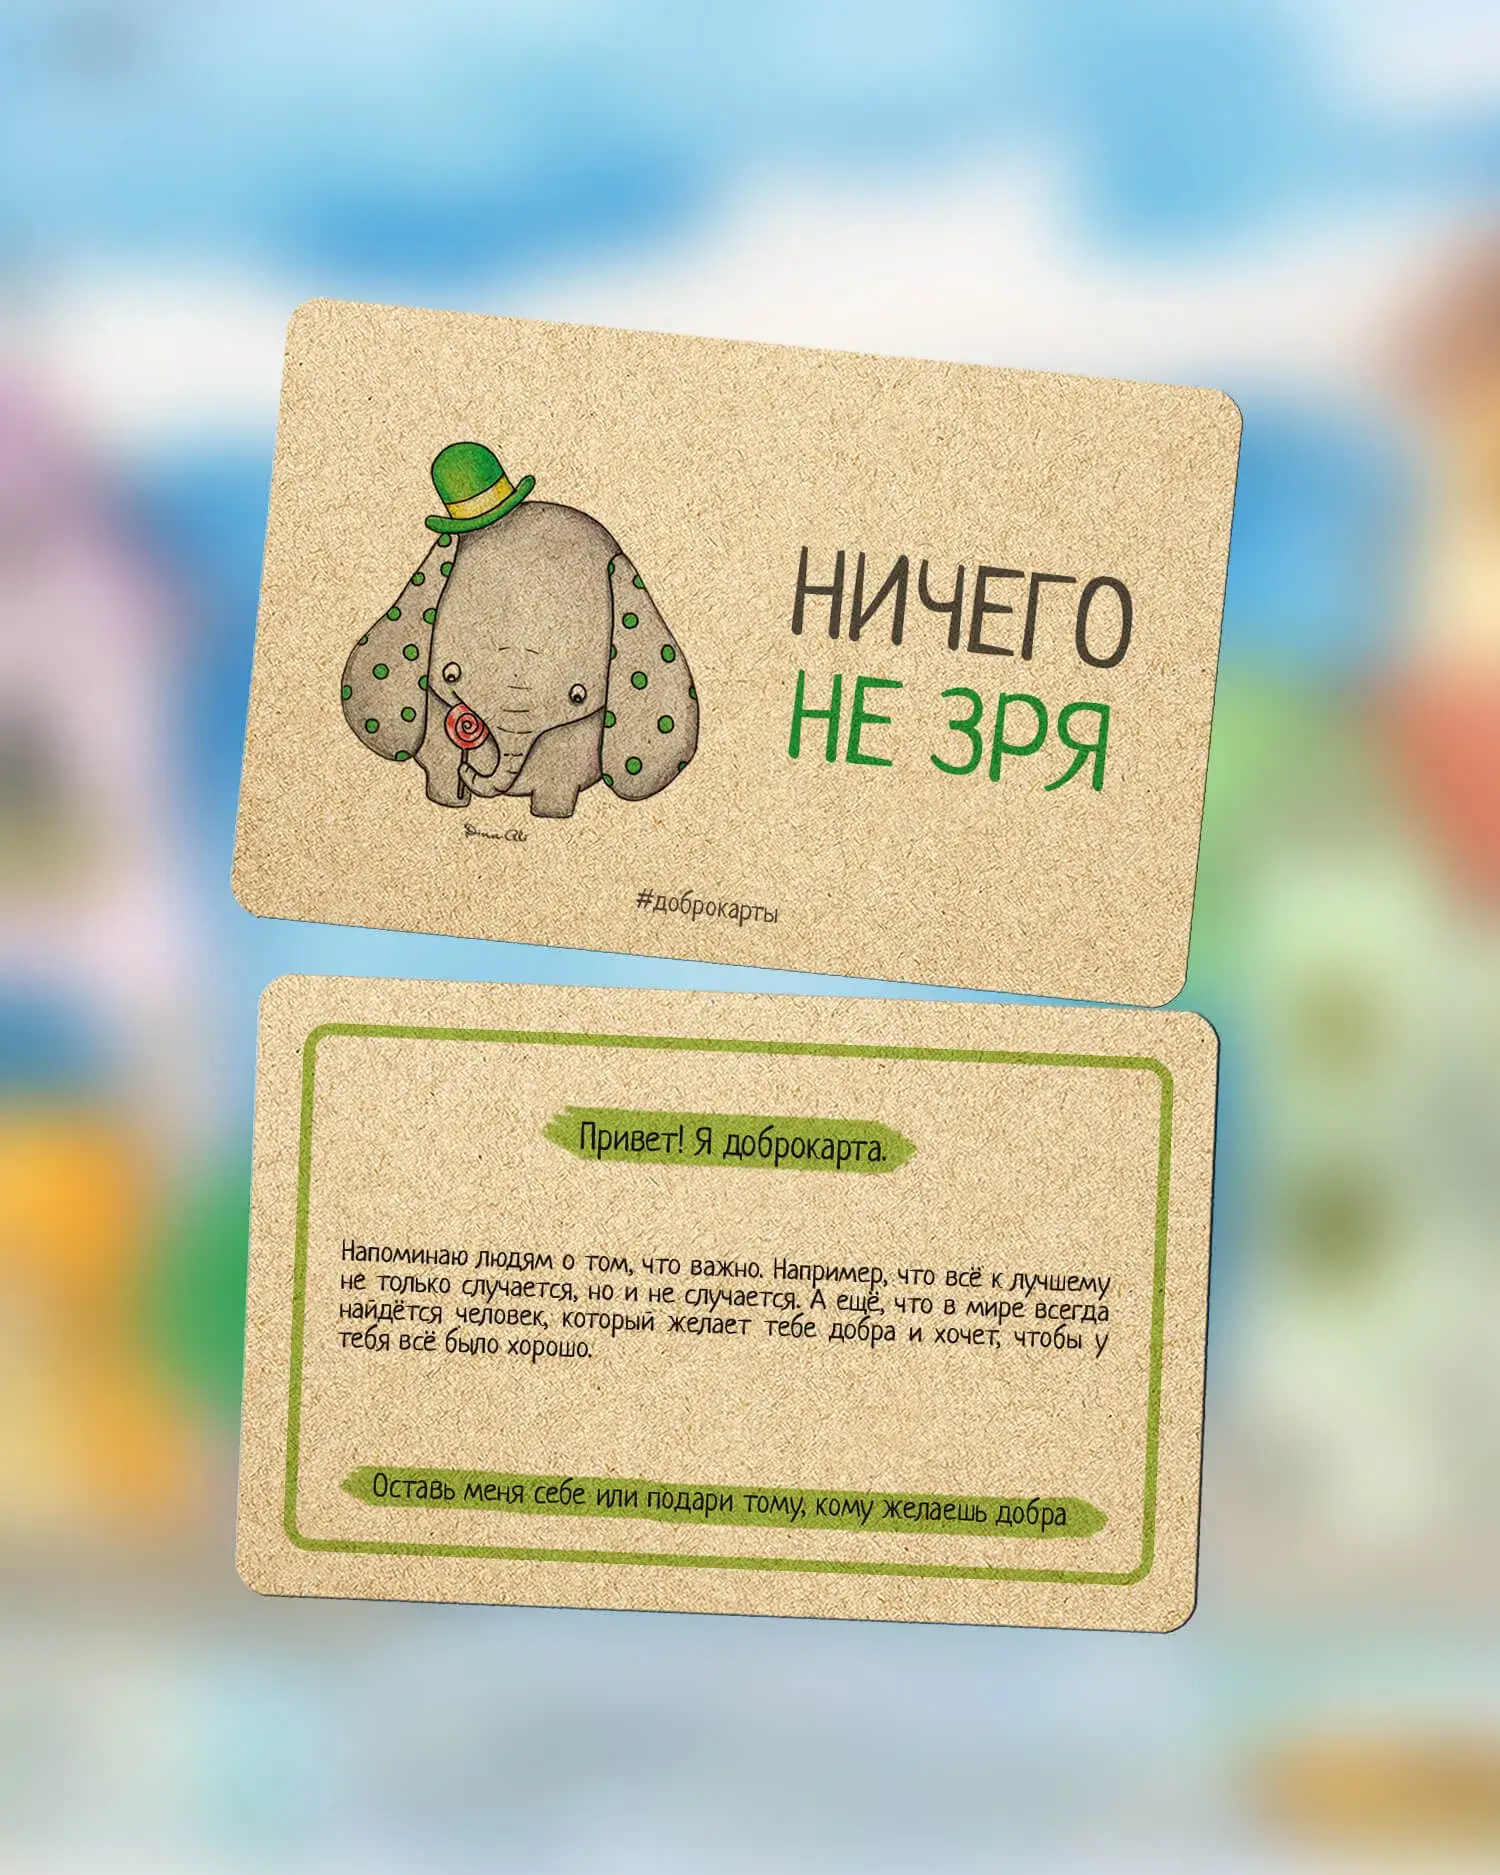 НИЧЕГО
НЕ ЗРЯ
Dina Ali
#доброкарты
Привет! Я доброкарта.
Напоминаю людям о том, что важно. Например, что всё к лучшему
не только случается, но и не случается. А ещё, что в мире всегда
найдётся человек, который желает тебе добра и хочет, чтобы у
тебя всё было хорошо.
Оставь меня себе или подари тому, кому желаешь добра